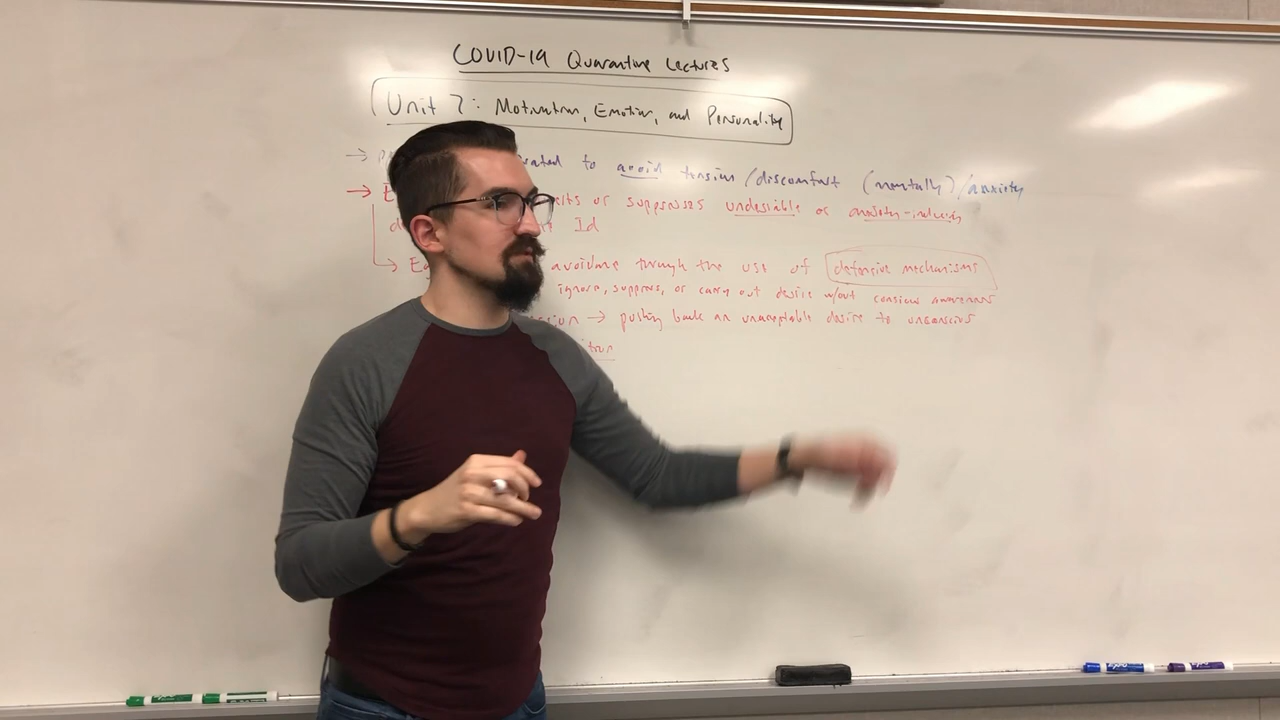 COVID-19 Quarantine Lectures
Unit 7: Motivation, Emotion, and Personality
→ to avoid tension/discomfort (mentally)/anxiety
→ E or suppresses undesirable or anxiety-inducing
d Id
↳ E avoidance through the use of defensive mechanisms
ignore, suppress, or carry out desire w/out conscious awareness
→ pushing back an unacceptable desire to unconscious